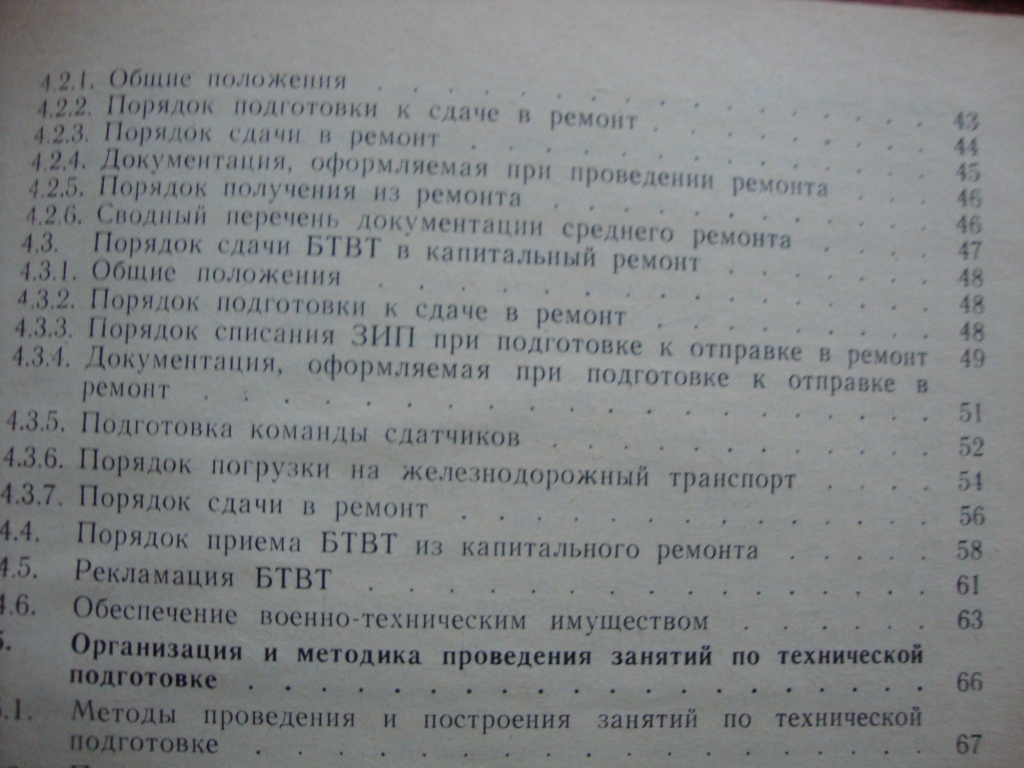 4.2.1. Общие положения . . . . . . . . . . 43
4.2.2. Порядок подготовки к сдаче в ремонт . . . . . . 44
4.2.3. Порядок сдачи в ремонт . . . . . . . . . 45
4.2.4. Документация, оформляемая при проведении ремонта . . . 46
4.2.5. Порядок получения из ремонта . . . . . . . . 46
4.2.6. Сводный перечень документации среднего ремонта . . . . 47
4.3. Порядок сдачи БТВТ в капитальный ремонт . . . . . 48
4.3.1. Общие положения . . . . . . . . . . 48
4.3.2. Порядок подготовки к сдаче в ремонт . . . . . . 48
4.3.3. Порядок списания ЗИП при подготовке к отправке в ремонт 49
4.3.4. Документация, оформляемая при подготовке к отправке в
ремонт . . . . . . . . . . . . . . 51
4.3.5. Подготовка команды сдатчиков . . . . . . . . 52
4.3.6. Порядок погрузки на железнодорожный транспорт . . . . 54
4.3.7. Порядок сдачи в ремонт . . . . . . . . . . 56
4.4. Порядок приема БТВТ из капитального ремонта . . . . . 58
4.5. Рекламация БТВТ . . . . . . . . . . . . 61
4.6. Обеспечение военно-техническим имуществом . . . . . . 63
5. Организация и методика проведения занятий по технической
подготовке . . . . . . . . . . . . . . 66
5.1. Методы проведения и построения занятий по технической
подготовке . . . . . . . . . . . . . . 67